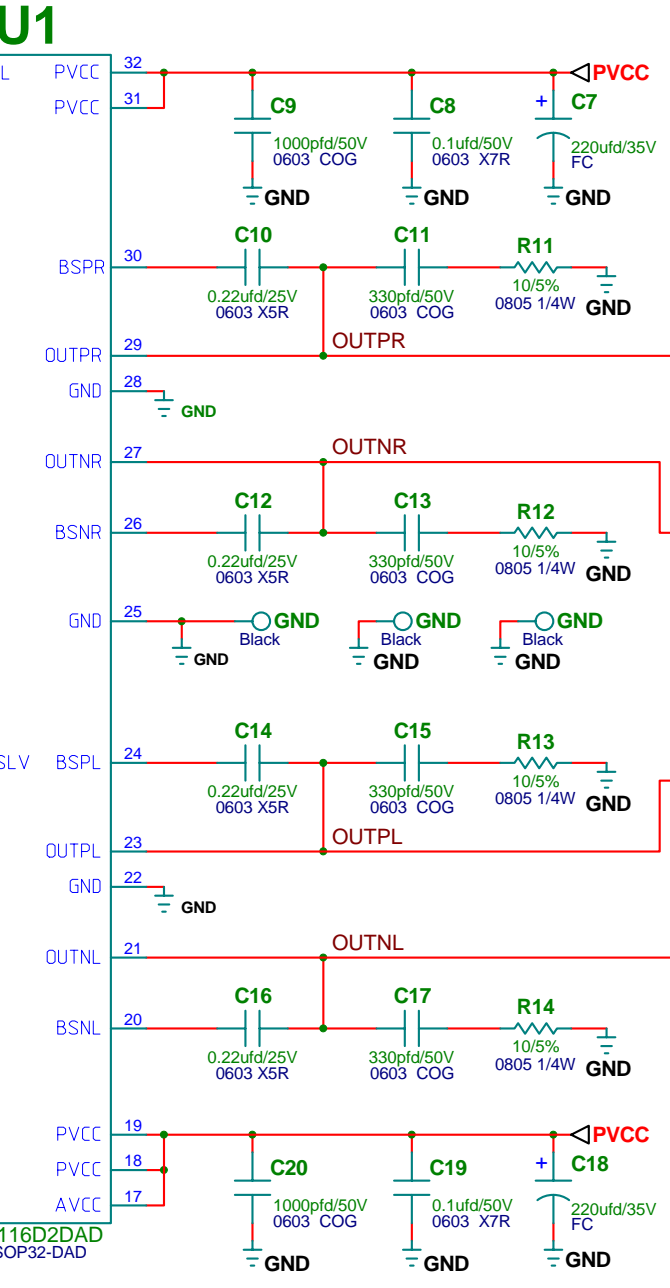 U1
L PVCC 32 PVCC
PVCC 31
+ C7
C9
C8
1000pfd/50V
0603 COG
0.1ufd/50V
0603 X7R
220ufd/35V
FC
GND GND GND
C10 C11 R11
BSPR 30
0.22ufd/25V
0603 X5R
330pfd/50V
0603 COG
10/5%
0805 1/4W
GND
OUTPR 29 OUTPR
GND 28
GND
OUTNR 27 OUTNR
C12 C13 R12
BSNR 26
0.22ufd/25V
0603 X5R
330pfd/50V
0603 COG
10/5%
0805 1/4W
GND
GND 25 GND GND GND
Black Black Black
GND GND GND
C14 C15 R13
SLV BSPL 24
0.22ufd/25V
0603 X5R
330pfd/50V
0603 COG
10/5%
0805 1/4W
GND
OUTPL 23 OUTPL
GND 22
GND
OUTNL 21 OUTNL
C16 C17 R14
BSNL 20
0.22ufd/25V
0603 X5R
330pfd/50V
0603 COG
10/5%
0805 1/4W
GND
PVCC 19 PVCC
PVCC 18
+ C18
C20
C19
AVCC 17
1000pfd/50V
0603 COG
0.1ufd/50V
0603 X7R
220ufd/35V
FC
116D2DAD
SOP32-DAD
GND GND GND